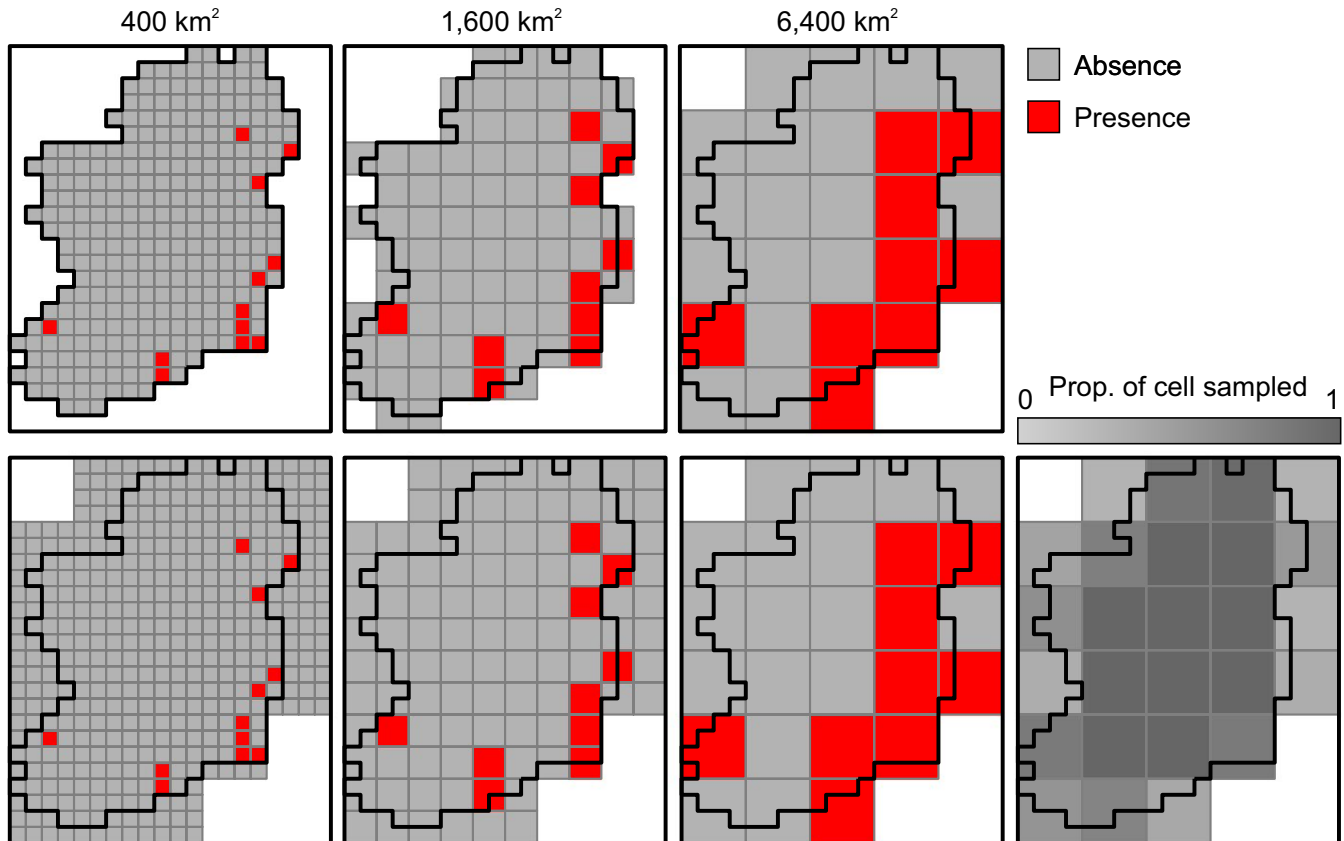 400 km²
1,600 km²
6,400 km²
Absence
Presence
Prop. of cell sampled
0 1